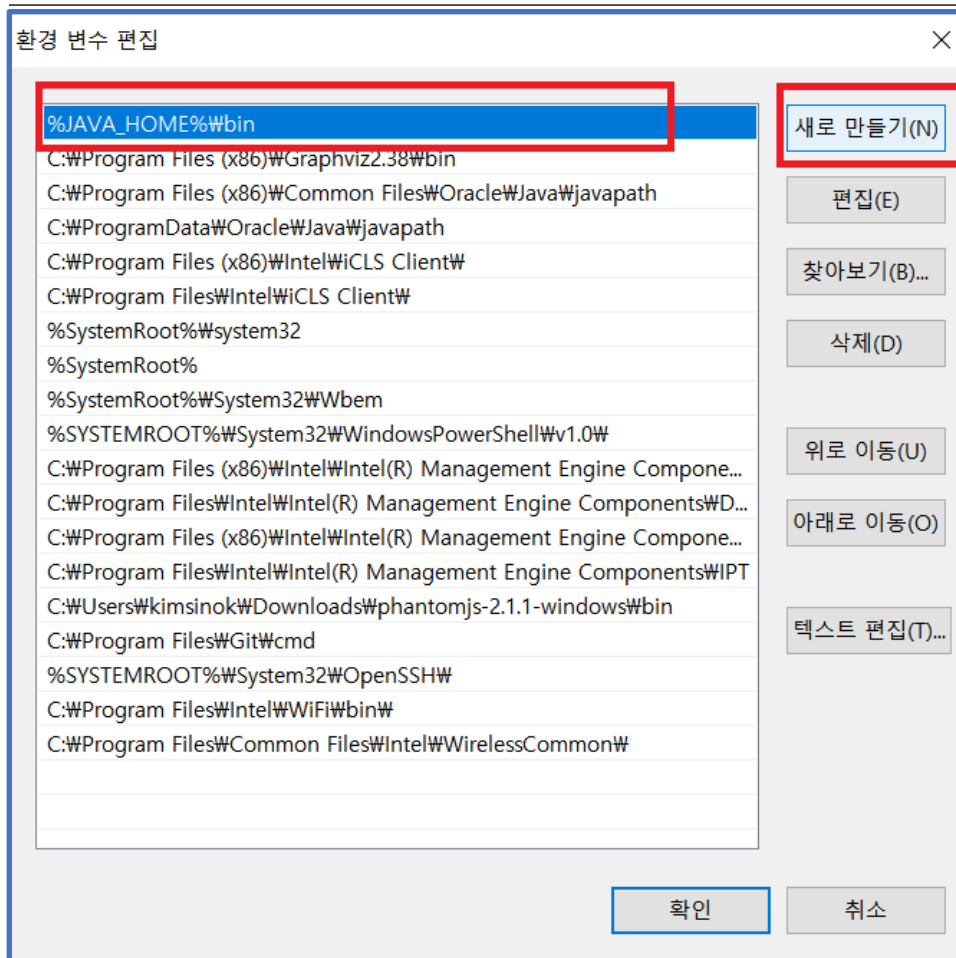 환경 변수 편집
%JAVA_HOME%₩bin
새로 만들기(N)
C:₩Program Files (x86)₩Graphviz2.38₩bin
C:₩Program Files (x86)₩Common Files₩Oracle₩Java₩javapath
편집(E)
C:₩ProgramData₩Oracle₩Java₩javapath
C:₩Program Files (x86)₩Intel₩iCLS Client₩
찾아보기(B)...
C:₩Program Files₩Intel₩iCLS Client₩
%SystemRoot%₩system32
삭제(D)
%SystemRoot%
%SystemRoot%₩System32₩Wbem
%SYSTEMROOT%₩System32₩WindowsPowerShell₩v1.0₩
위로 이동(U)
C:₩Program Files (x86)₩Intel₩Intel(R) Management Engine Compone...
C:₩Program Files₩Intel₩Intel(R) Management Engine Components₩D...
아래로 이동(O)
C:₩Program Files (x86)₩Intel₩Intel(R) Management Engine Compone...
C:₩Program Files₩Intel₩Intel(R) Management Engine Components₩IPT
C:₩Users₩kimsinok₩Downloads₩phantomjs-2.1.1-windows₩bin
텍스트 편집(T)...
C:₩Program Files₩Git₩cmd
%SYSTEMROOT%₩System32₩OpenSSH₩
C:₩Program Files₩Intel₩WiFi₩bin₩
C:₩Program Files₩Common Files₩Intel₩WirelessCommon₩
확인
취소